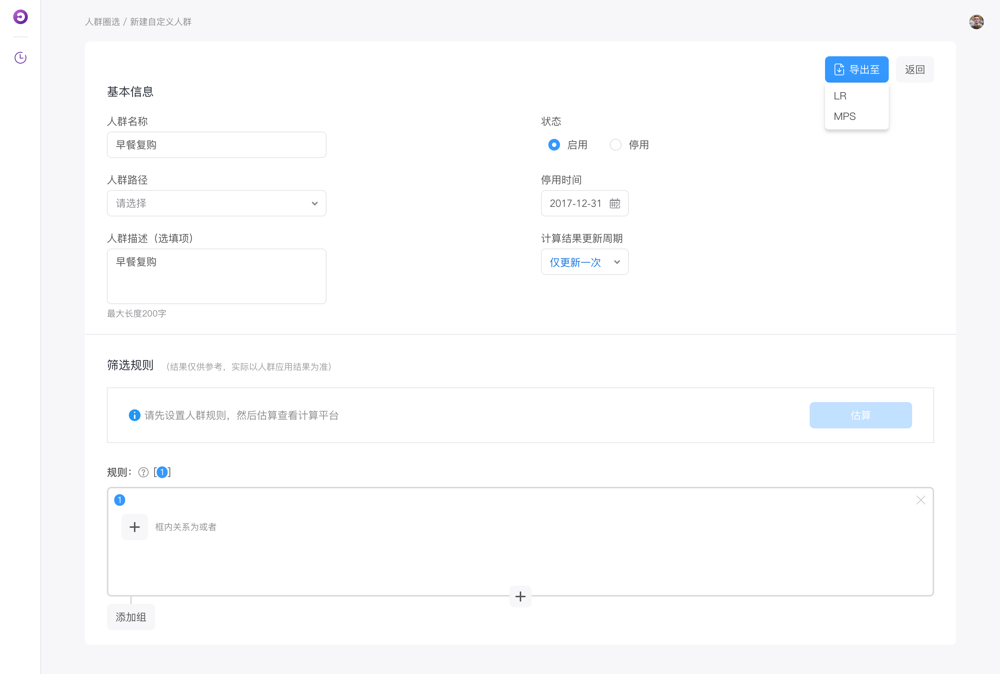 人群圈选 / 新建自定义人群
导出至
返回
LR
MPS
基本信息
人群名称
早餐复购
状态
启用
停用
人群路径
请选择
停用时间
2017-12-31
人群描述（选填项）
早餐复购
计算结果更新周期
仅更新一次
最大长度200字
筛选规则 （结果仅供参考，实际以人群应用结果为准）
请先设置人群规则，然后估算查看计算平台
估算
规则： ? [1]
1
框内关系为或者
添加组